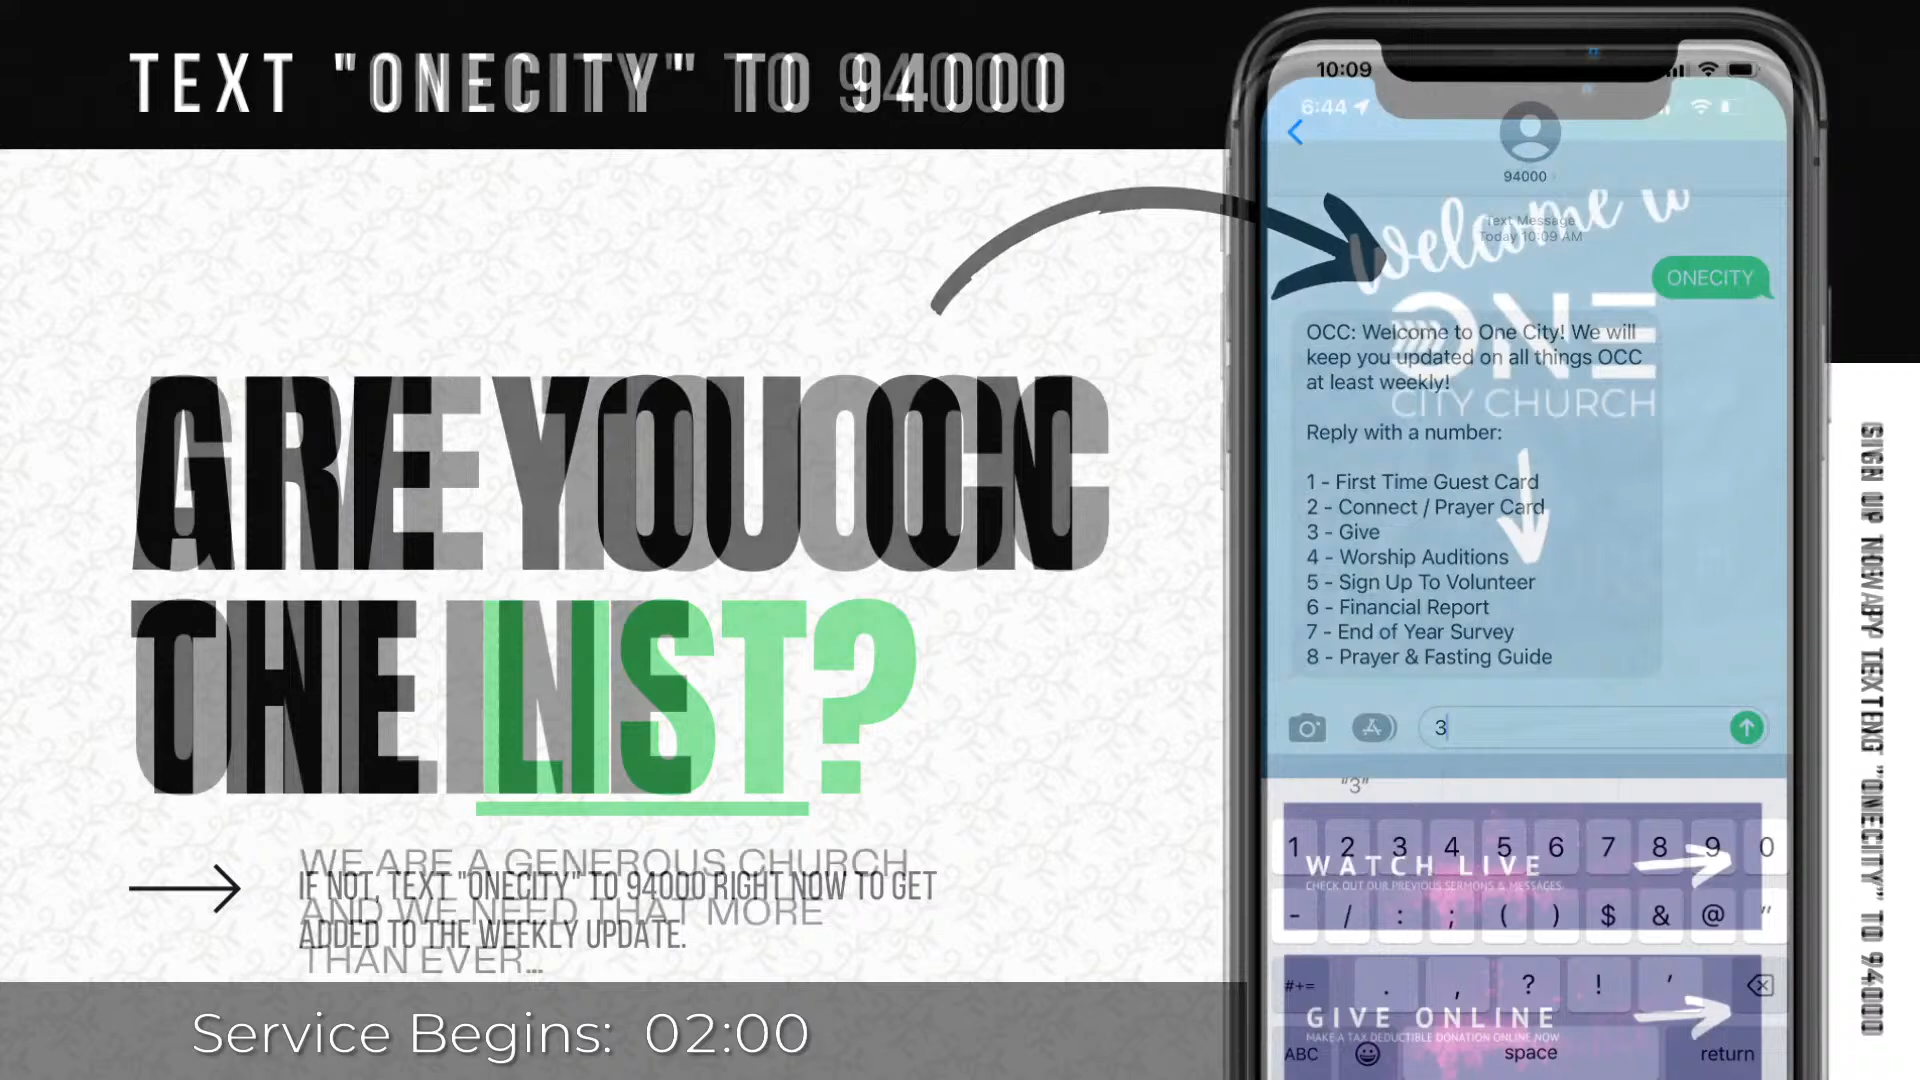 TEXT "ONECITY" TO 94000
ARE YOU ON
THE LIST?
WE ARE A GENEROUS CHURCH
IF NOT, TEXT "ONECITY" TO 94000 RIGHT NOW TO GET
AND WE NEED THAT MORE
ADDED TO THE WEEKLY UPDATE.
THAN EVER...
Service Begins: 02:00
10:09
6:44
94000
Welcome to
Text Message
Today 10:09 AM
ONECITY
ONE
CITY CHURCH
OCC: Welcome to One City! We will
keep you updated on all things OCC
at least weekly!
Reply with a number:
1 - First Time Guest Card
2 - Connect / Prayer Card
3 - Give
4 - Worship Auditions
5 - Sign Up To Volunteer
6 - Financial Report
7 - End of Year Survey
8 - Prayer & Fasting Guide
3
"3"
1 2 3 4 5 6 7 8 9 0
WATCH LIVE
CHECK OUT OUR PREVIOUS SERMONS & MESSAGES
- / : ; ( ) $ & @ "
#+= . , ? ! '
GIVE ONLINE
MAKE A TAX DEDUCTIBLE DONATION ONLINE NOW
ABC space return
SIGN UP NOW BY TEXTING "ONECITY" TO 94000